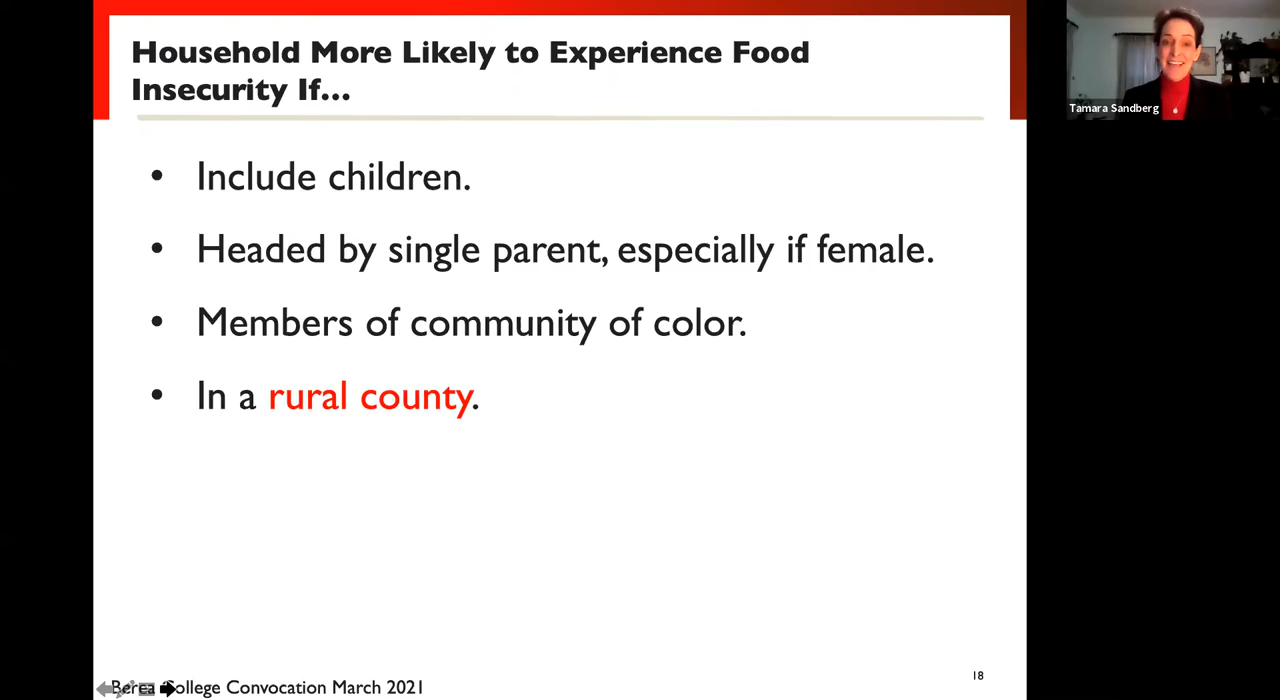 Household More Likely to Experience Food
Insecurity If...
• Include children.
• Headed by single parent, especially if female.
• Members of community of color.
• In a rural county.
Berea College Convocation March 2021
18
Tamara Sandberg